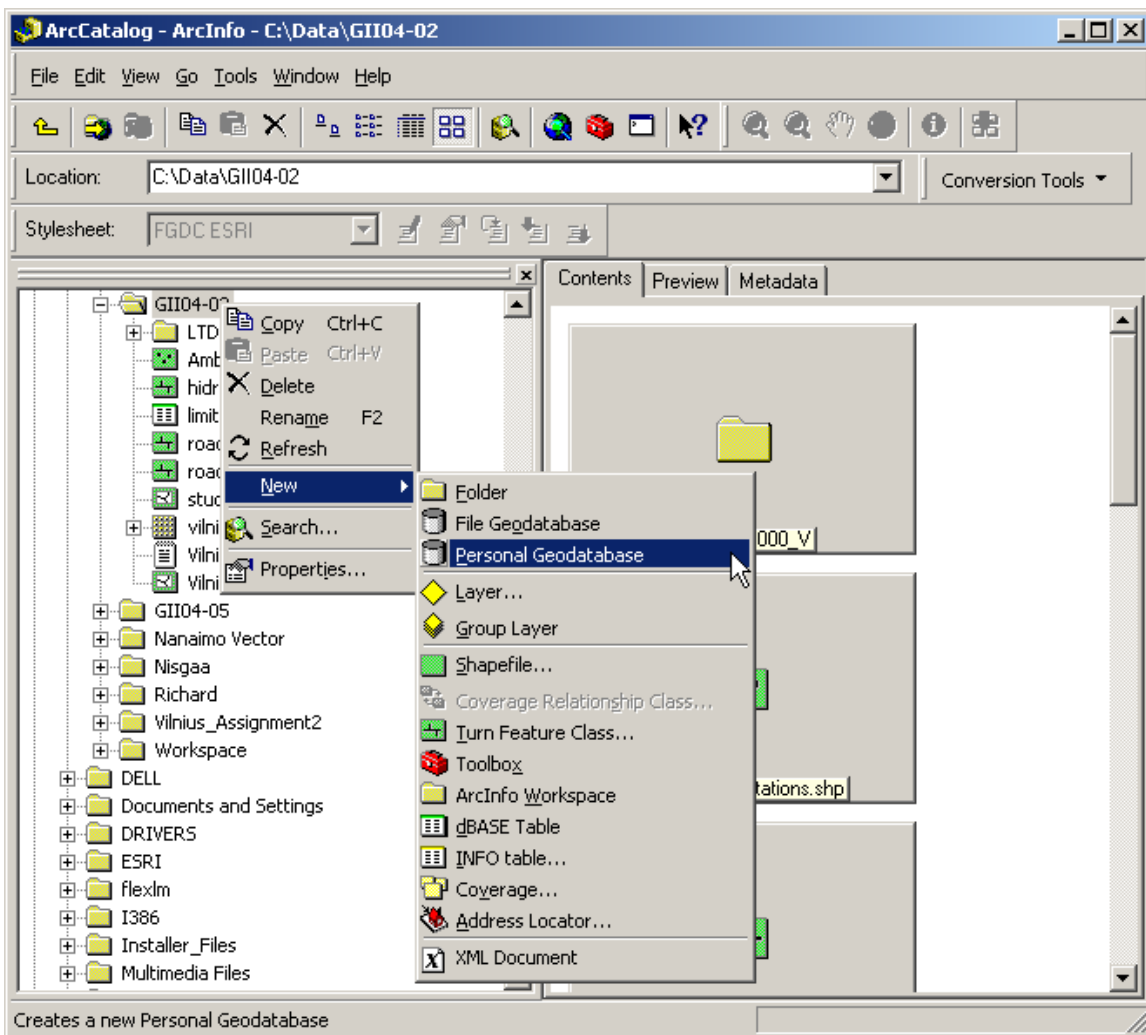 ArcCatalog - ArcInfo - C:\Data\GII04-02
File Edit View Go Tools Window Help
Location: C:\Data\GII04-02 Conversion Tools
Stylesheet: FGDC ESRI
Contents Preview Metadata
GII04-02
LTD
Amb
hidr
limit
road
road
stud
vilni
Vilni
Vilni
GII04-05
Nanaimo Vector
Nisgaa
Richard
Vilnius_Assignment2
Workspace
DELL
Documents and Settings
DRIVERS
ESRI
flexlm
I386
Installer_Files
Multimedia Files
Copy Ctrl+C
Paste Ctrl+V
Delete
Rename F2
Refresh
New
Search...
Properties...
Folder
File Geodatabase
Personal Geodatabase
Layer...
Group Layer
Shapefile...
Coverage Relationship Class...
Turn Feature Class...
Toolbox
ArcInfo Workspace
dBASE Table
INFO table...
Coverage...
Address Locator...
XML Document
000_V
tations.shp
Creates a new Personal Geodatabase